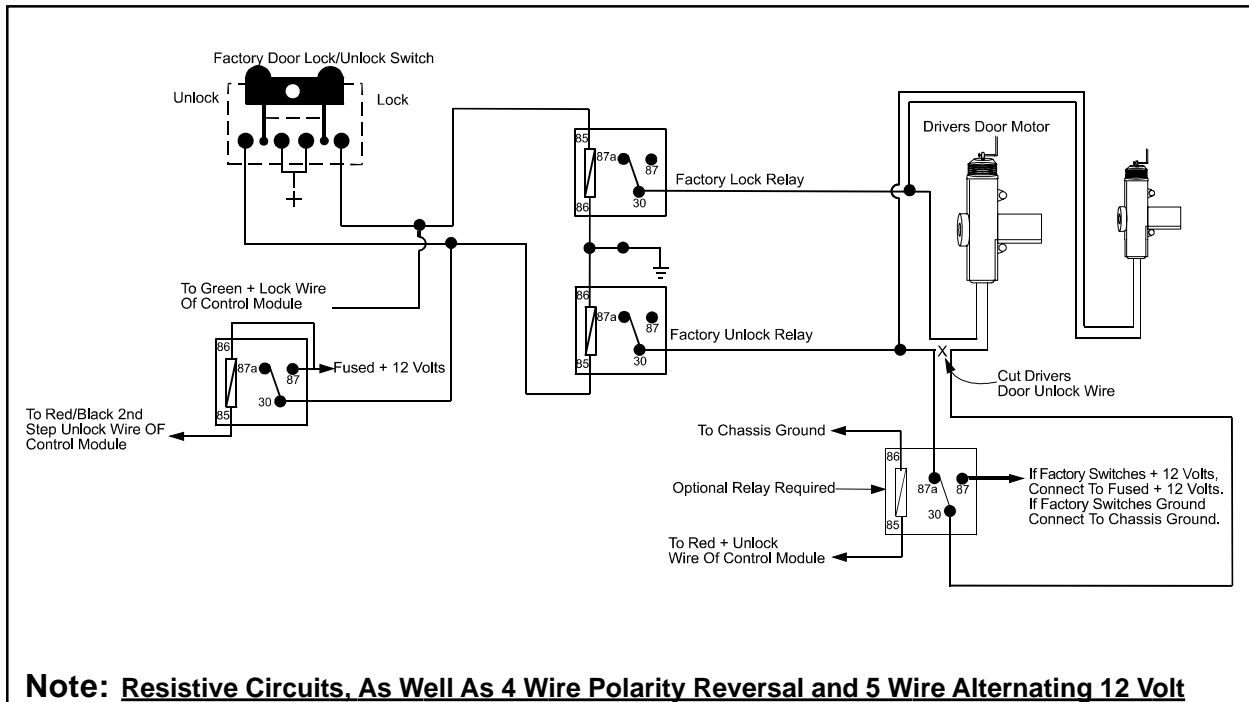 Factory Door Lock/Unlock Switch
Unlock
Lock
Drivers Door Motor
85
87a
87
86
30
Factory Lock Relay
To Green + Lock Wire
Of Control Module
86
87a
87
30
85
Factory Unlock Relay
86
87a
87
30
85
Fused + 12 Volts
Cut Drivers
Door Unlock Wire
To Red/Black 2nd
Step Unlock Wire OF
Control Module
To Chassis Ground
86
87a
87
30
85
Optional Relay Required
If Factory Switches + 12 Volts,
Connect To Fused + 12 Volts.
If Factory Switches Ground
Connect To Chassis Ground.
To Red + Unlock
Wire Of Control Module
Note: Resistive Circuits, As Well As 4 Wire Polarity Reversal and 5 Wire Alternating 12 Volt